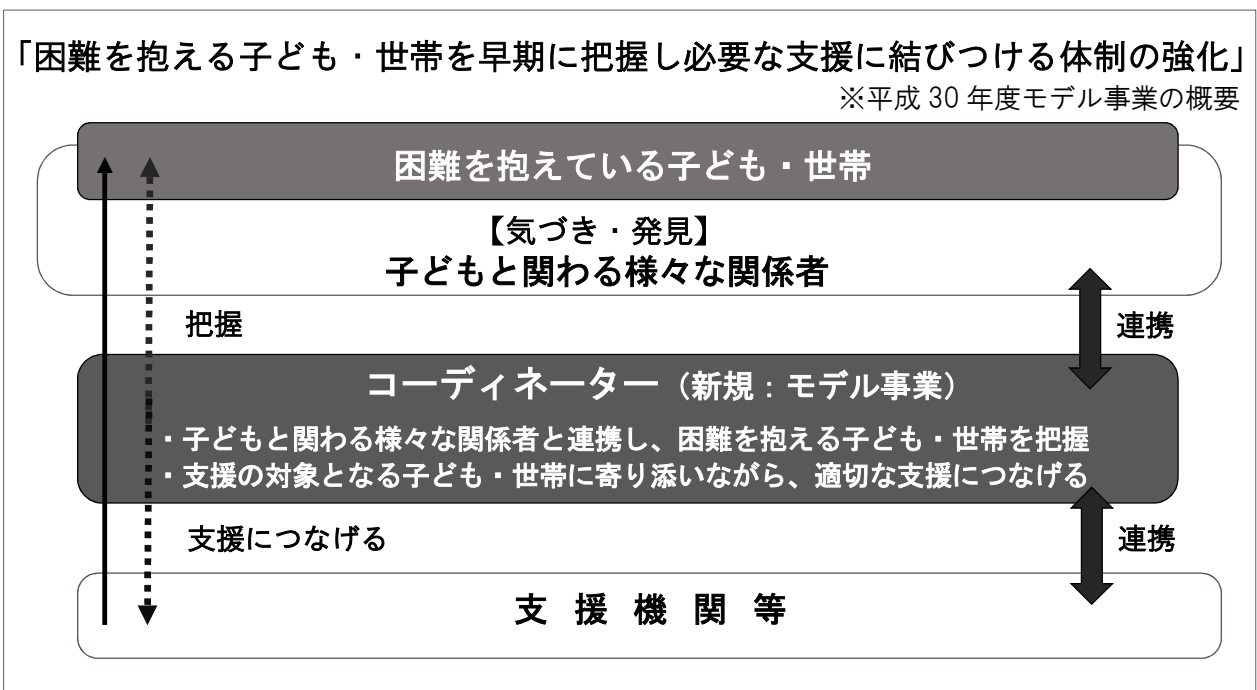 「困難を抱える子ども・世帯を早期に把握し必要な支援に結びつける体制の強化」
※平成30年度モデル事業の概要
困難を抱えている子ども・世帯
【気づき・発見】
子どもと関わる様々な関係者
把握
連携
コーディネーター（新規：モデル事業）
・子どもと関わる様々な関係者と連携し、困難を抱える子ども・世帯を把握
・支援の対象となる子ども・世帯に寄り添いながら、適切な支援につなげる
支援につなげる
連携
支援機関等